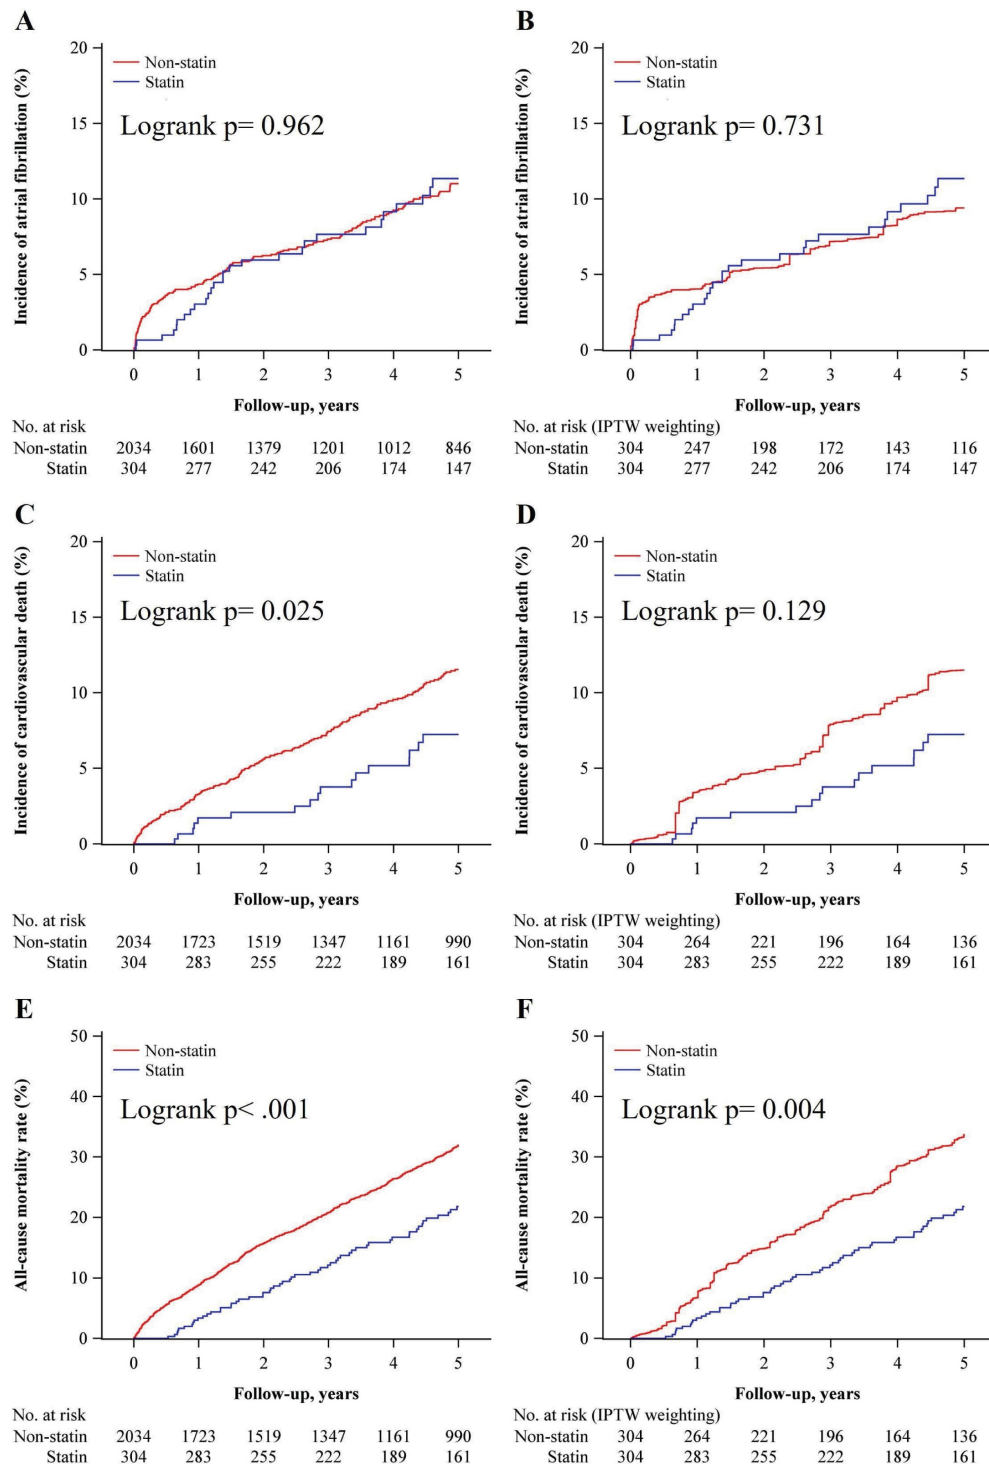 A
Incidence of atrial fibrillation (%)
20
15
10
5
0
Non-statin
Statin
Logrank p= 0.962
0 1 2 3 4 5
Follow-up, years
No. at risk
Non-statin 2034 1601 1379 1201 1012 846
Statin 304 277 242 206 174 147
B
Incidence of atrial fibrillation (%)
20
15
10
5
0
Non-statin
Statin
Logrank p= 0.731
0 1 2 3 4 5
Follow-up, years
No. at risk (IPTW weighting)
Non-statin 304 247 198 172 143 116
Statin 304 277 242 206 174 147
C
Incidence of cardiovascular death (%)
20
15
10
5
0
Non-statin
Statin
Logrank p= 0.025
0 1 2 3 4 5
Follow-up, years
No. at risk
Non-statin 2034 1723 1519 1347 1161 990
Statin 304 283 255 222 189 161
D
Incidence of cardiovascular death (%)
20
15
10
5
0
Non-statin
Statin
Logrank p= 0.129
0 1 2 3 4 5
Follow-up, years
No. at risk (IPTW weighting)
Non-statin 304 264 221 196 164 136
Statin 304 283 255 222 189 161
E
All-cause mortality rate (%)
50
40
30
20
10
0
Non-statin
Statin
Logrank p< .001
0 1 2 3 4 5
Follow-up, years
No. at risk
Non-statin 2034 1723 1519 1347 1161 990
Statin 304 283 255 222 189 161
F
All-cause mortality rate (%)
50
40
30
20
10
0
Non-statin
Statin
Logrank p= 0.004
0 1 2 3 4 5
Follow-up, years
No. at risk (IPTW weighting)
Non-statin 304 264 221 196 164 136
Statin 304 283 255 222 189 161